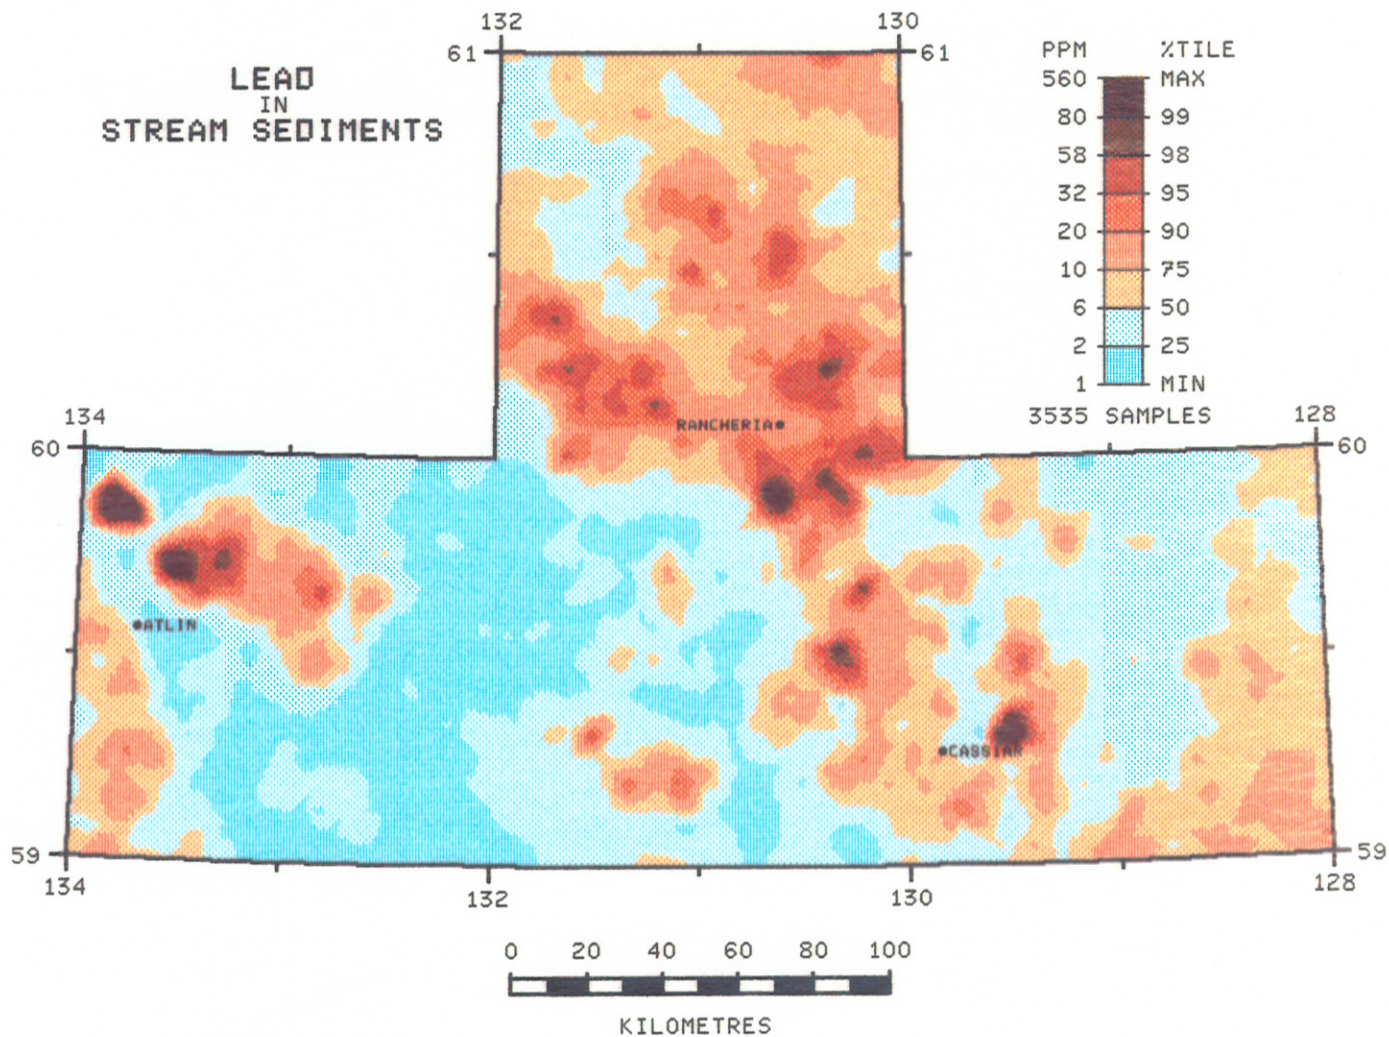 132
130
61
61
LEAD
IN
STREAM SEDIMENTS
PPM %TILE
560 MAX
80 99
58 98
32 95
20 90
10 75
6 50
2 25
1 MIN
3535 SAMPLES
134
128
60
60
RANCHERIA
ATLIN
CASSIAR
59
59
134
132
130
128
0 20 40 60 80 100
KILOMETRES